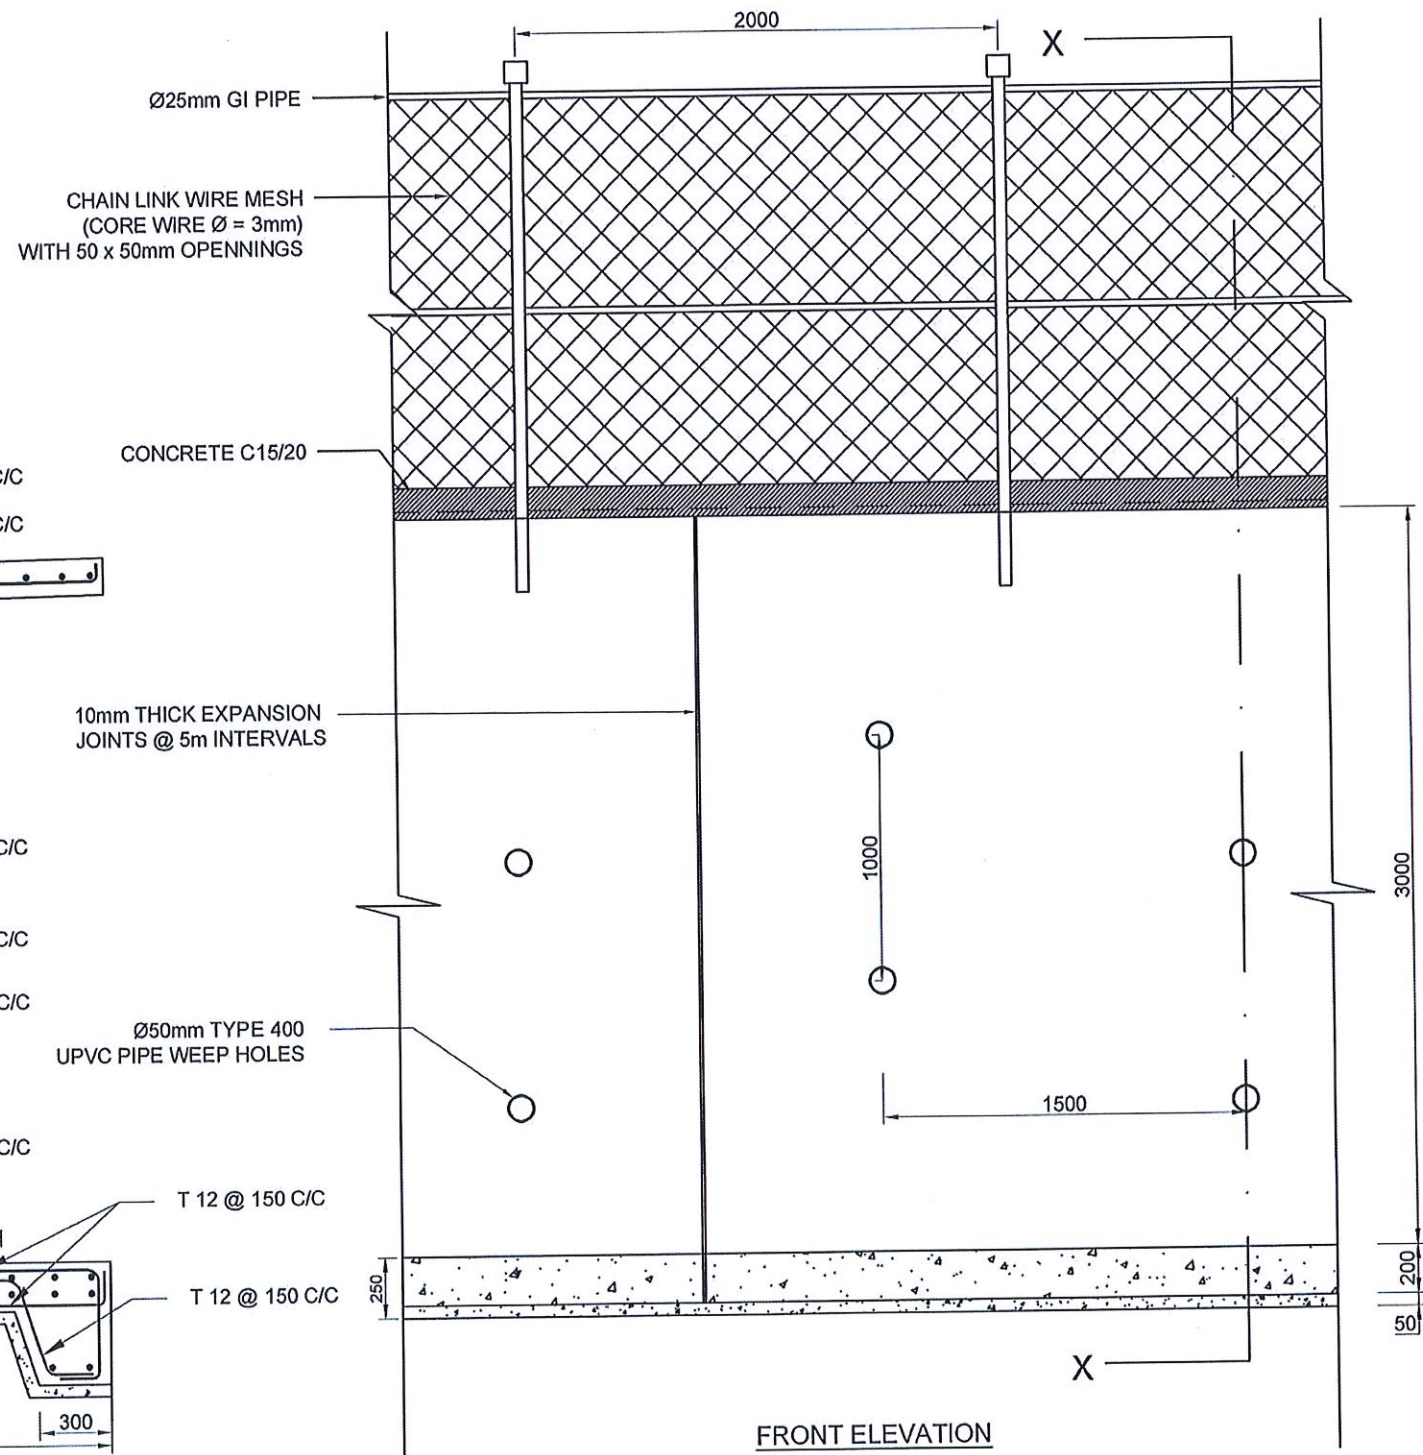 2000
X
Ø25mm GI PIPE
CHAIN LINK WIRE MESH
(CORE WIRE Ø = 3mm)
WITH 50 x 50mm OPENNINGS
CONCRETE C15/20
C/C
C/C
10mm THICK EXPANSION
JOINTS @ 5m INTERVALS
1000
3000
C/C
C/C
C/C
Ø50mm TYPE 400
UPVC PIPE WEEP HOLES
1500
C/C
T 12 @ 150 C/C
T 12 @ 150 C/C
250
200
50
X
300
FRONT ELEVATION